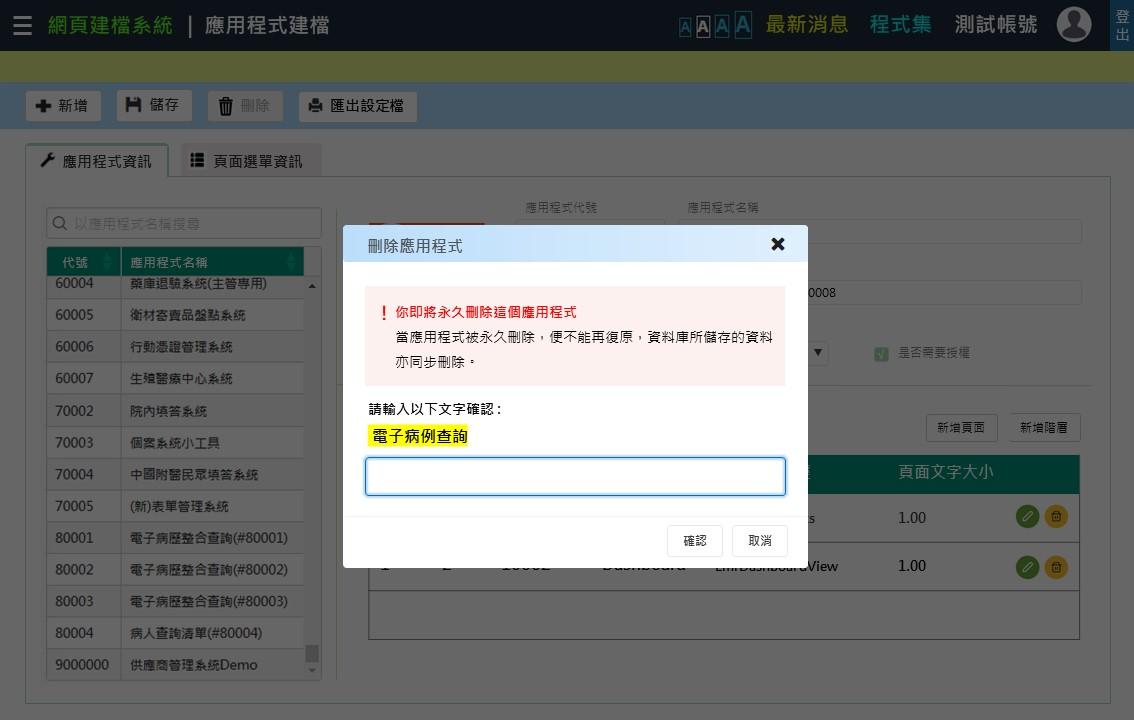 網頁建檔系統 | 應用程式建檔
A A A A 最新消息 程式集 測試帳號 登出
新增 儲存 刪除 匯出設定檔
應用程式資訊 頁面選單資訊
以應用程式名稱搜尋
應用程式代號 應用程式名稱
代號 應用程式名稱
60004 藥庫退驗系統(主管專用)
60005 衛材寄賣品盤點系統
60006 行動憑證管理系統
60007 生殖醫療中心系統
70002 院內填答系統
70003 個案系統小工具
70004 中國附醫民眾填答系統
70005 (新)表單管理系統
80001 電子病歷整合查詢(#80001)
80002 電子病歷整合查詢(#80002)
80003 電子病歷整合查詢(#80003)
80004 病人查詢清單(#80004)
9000000 供應商管理系統Demo
刪除應用程式
! 你即將永久刪除這個應用程式
當應用程式被永久刪除，便不能再復原，資料庫所儲存的資料
亦同步刪除。
請輸入以下文字確認：
電子病例查詢
確認 取消
0008
是否需要授權
新增頁面 新增階層
頁面文字大小
s 1.00
10002 Dashboard EmrDashboardView 1.00